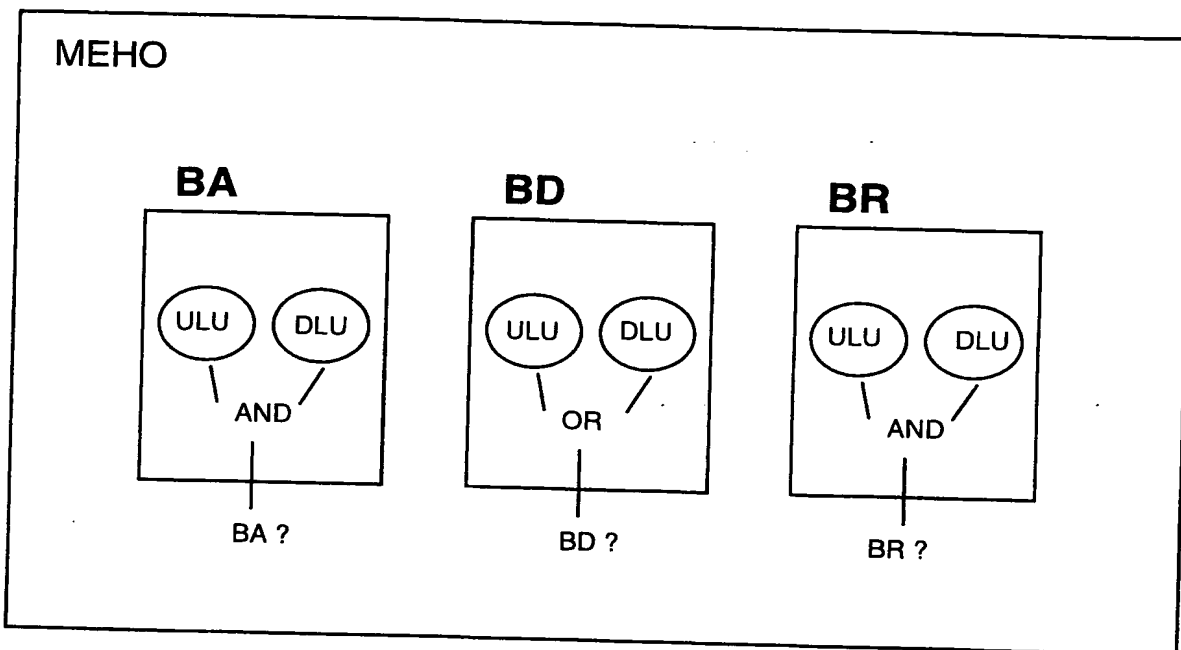 MEHO
BA BD BR
ULU DLU ULU DLU ULU DLU
AND OR AND
BA ? BD ? BR ?